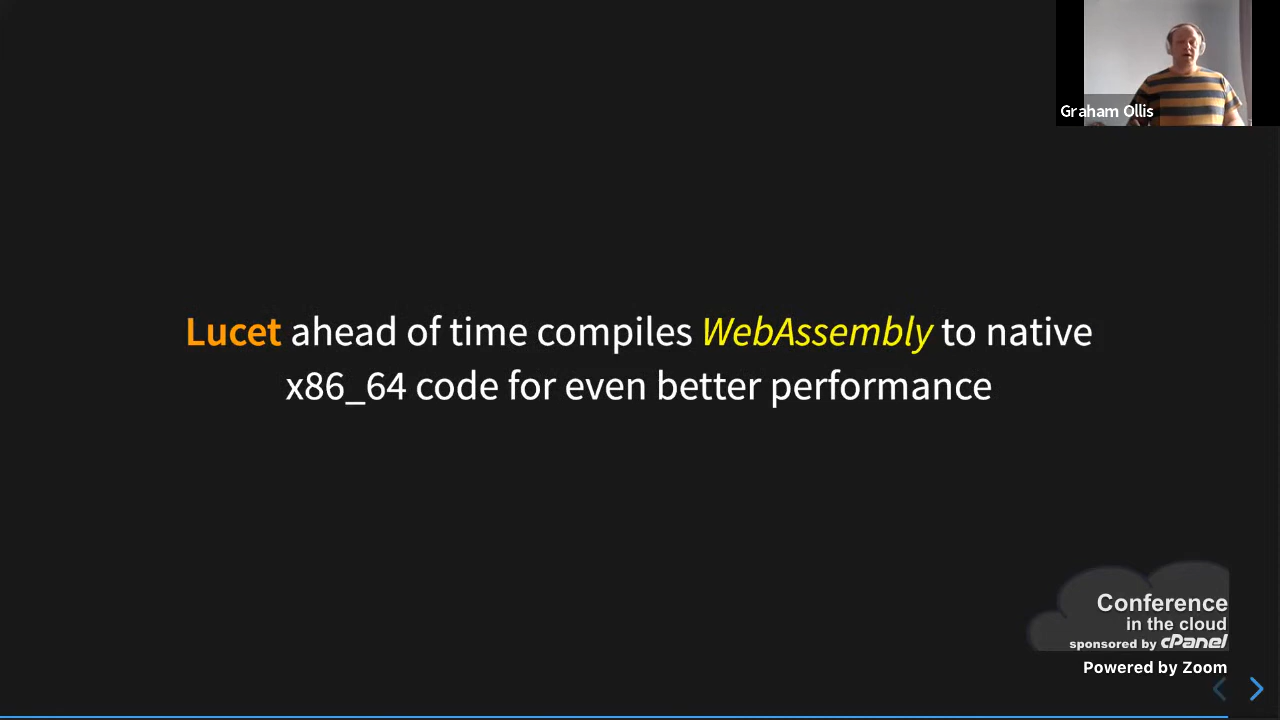 Graham Ollis
Lucet ahead of time compiles WebAssembly to native
x86_64 code for even better performance
Conference
in the cloud
sponsored by cPanel
Powered by Zoom